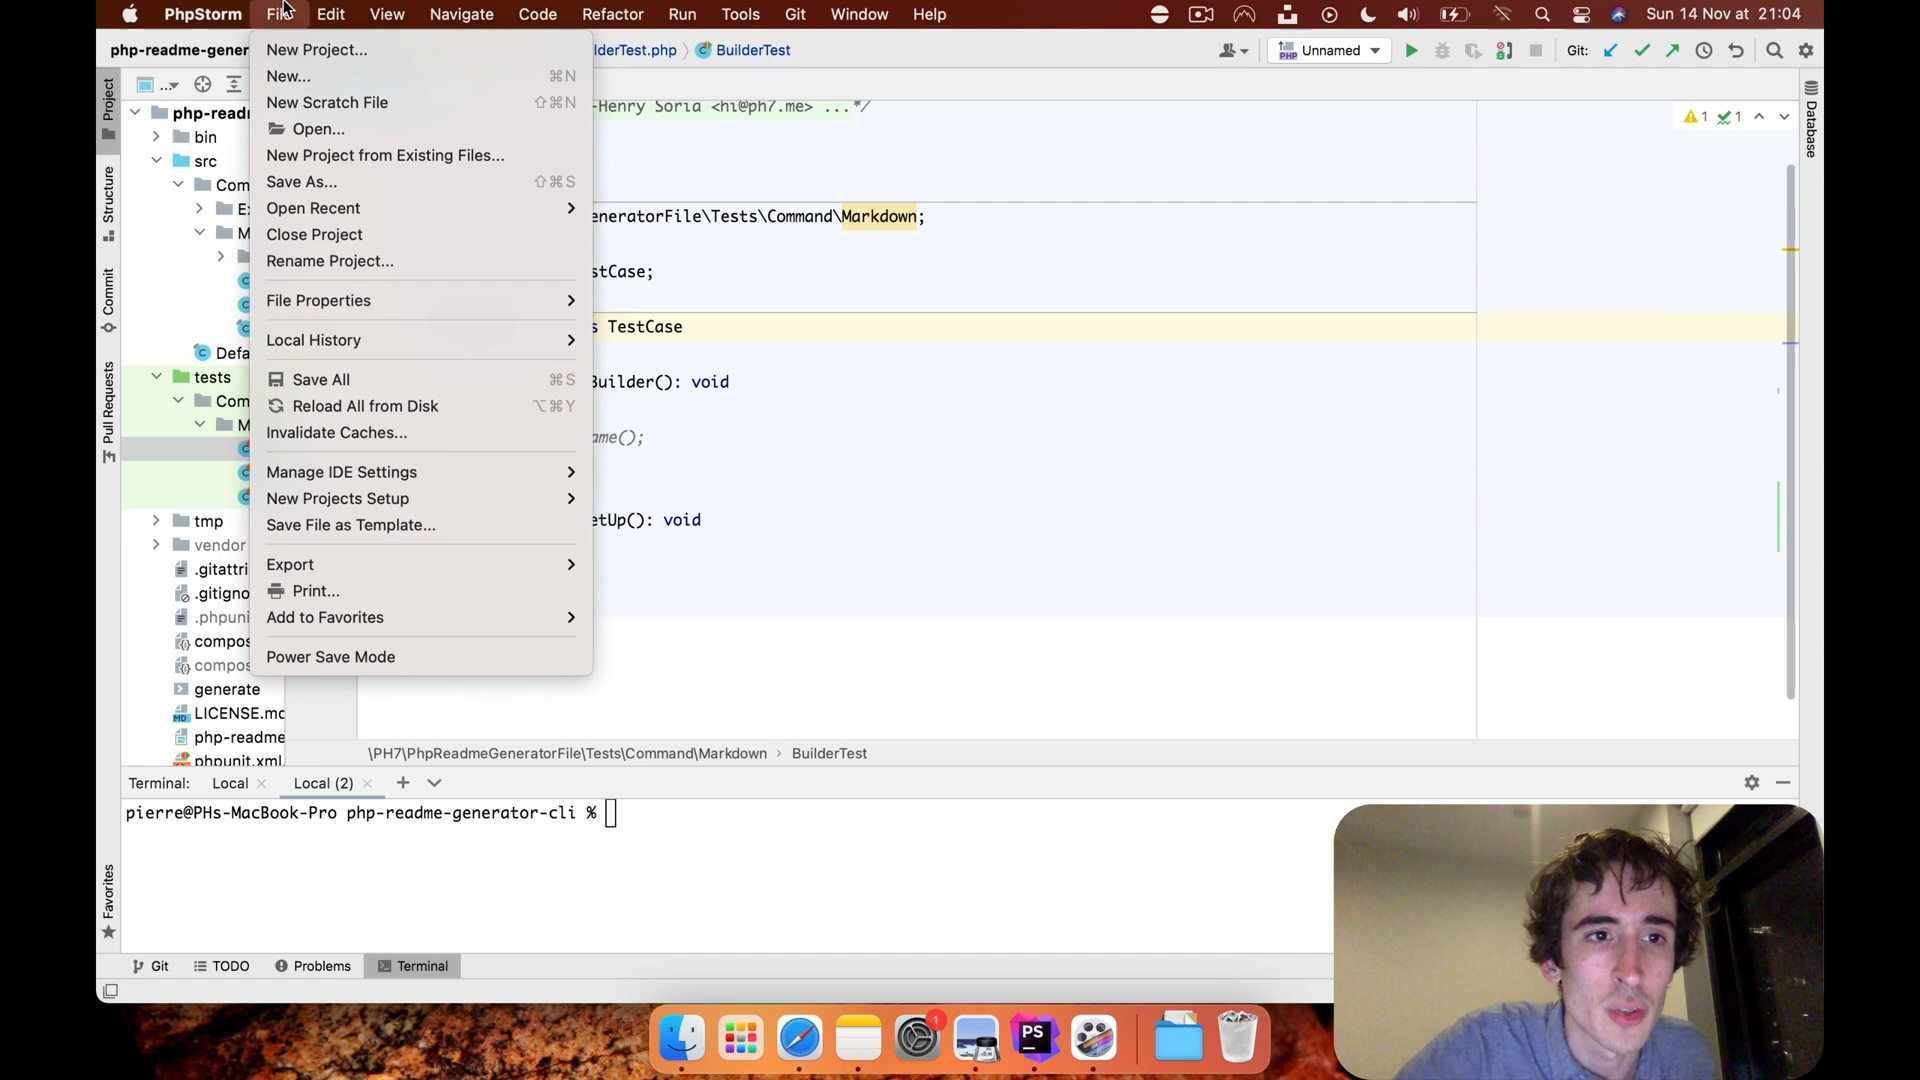 PhpStorm File Edit View Navigate Code Refactor Run Tools Git Window Help Sun 14 Nov at 21:04
php-readme-gener lderTest.php BuilderTest Unnamed Git:
New Project...
New... ⌘N
New Scratch File ⇧⌘N
Open...
New Project from Existing Files...
Save As... ⇧⌘S
Open Recent
Close Project
Rename Project...
File Properties
Local History
Save All ⌘S
Reload All from Disk ⌥⌘Y
Invalidate Caches...
Manage IDE Settings
New Projects Setup
Save File as Template...
Export
Print...
Add to Favorites
Power Save Mode
Project
Structure
Commit
Pull Requests
Favorites
php-readm
bin
src
Com
E
M
Defa
tests
Com
M
tmp
vendor
.gitattri
.gitigno
.phpuni
compos
compos
generate
LICENSE.md
php-readme
phpunit.xml
-Henry Soria <hi@ph7.me> ...*/
1 1
eneratorFile\Tests\Command\Markdown;
stCase;
s TestCase
Builder(): void
ame();
etUp(): void
Database
\PH7\PhpReadmeGeneratorFile\Tests\Command\Markdown › BuilderTest
Terminal: Local Local (2)
pierre@PHs-MacBook-Pro php-readme-generator-cli %
Git TODO Problems Terminal
1
PS